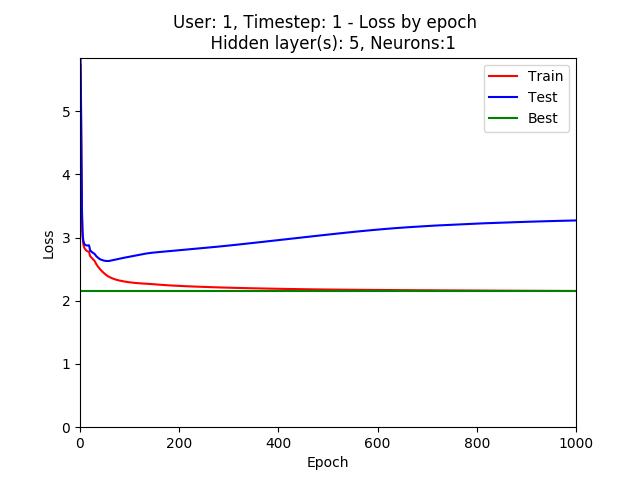 User: 1, Timestep: 1 - Loss by epoch
Hidden layer(s): 5, Neurons:1
Train
Test
Best
Loss
5
4
3
2
1
0
0 200 400 600 800 1000
Epoch